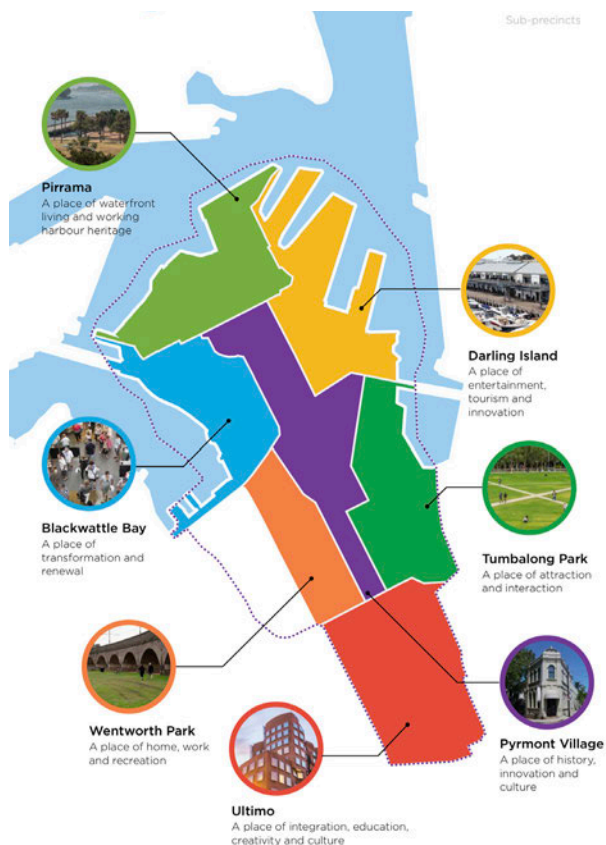 Sub-precincts
Pirrama
A place of waterfront
living and working
harbour heritage
Darling Island
A place of
entertainment,
tourism and
innovation
Blackwattle Bay
A place of
transformation and
renewal
Tumbalong Park
A place of attraction
and interaction
Wentworth Park
A place of home, work
and recreation
Pyrmont Village
A place of history,
innovation and
culture
Ultimo
A place of integration, education,
creativity and culture